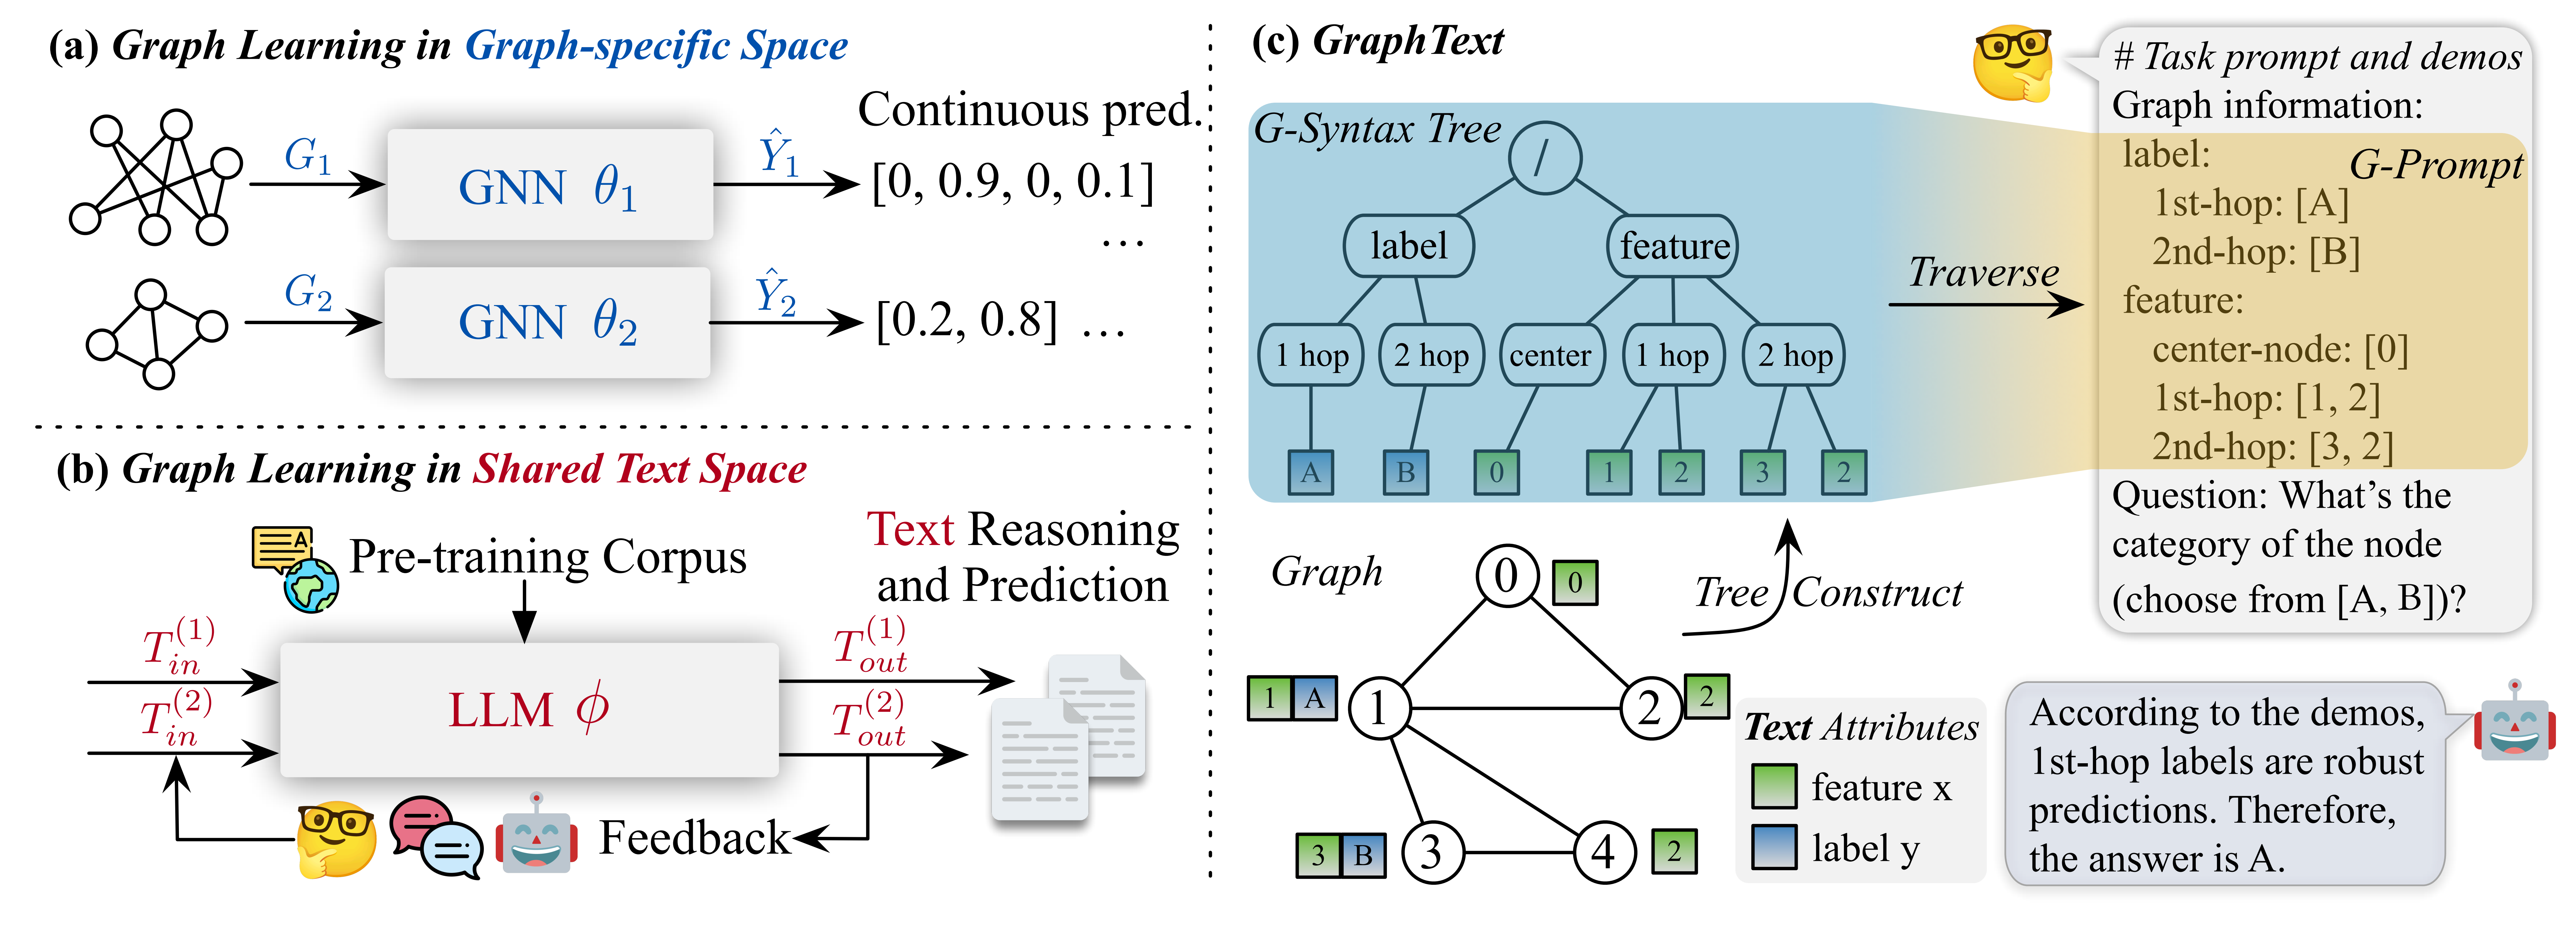 (a) Graph Learning in Graph-specific Space
G₁
GNN θ₁
Ŷ₁
Continuous pred.
[0, 0.9, 0, 0.1]
...
G₂
GNN θ₂
Ŷ₂
[0.2, 0.8] ...
(b) Graph Learning in Shared Text Space
A
Pre-training Corpus
Text Reasoning
and Prediction
T_{in}^{(1)}
T_{in}^{(2)}
LLM ϕ
T_{out}^{(1)}
T_{out}^{(2)}
Feedback
(c) GraphText
G-Syntax Tree
/
label
feature
1 hop
2 hop
center
1 hop
2 hop
A
B
0
1
2
3
2
Traverse
# Task prompt and demos
Graph information:
label:
G-Prompt
1st-hop: [A]
2nd-hop: [B]
feature:
center-node: [0]
1st-hop: [1, 2]
2nd-hop: [3, 2]
Question: What's the
category of the node
(choose from [A, B])?
Graph
0
0
Tree Construct
1 A
1
2
2
3 B
3
4
2
Text Attributes
feature x
label y
According to the demos,
1st-hop labels are robust
predictions. Therefore,
the answer is A.